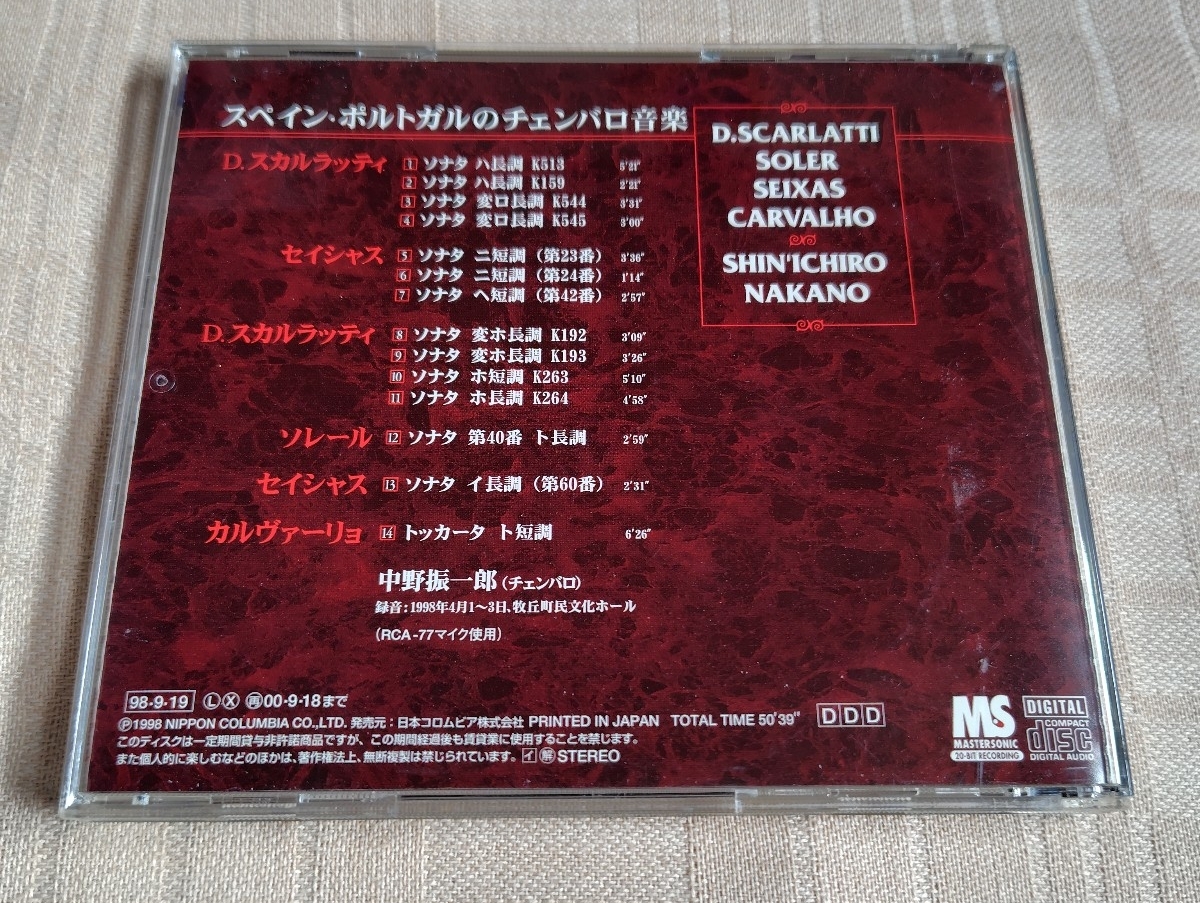 スペイン・ポルトガルのチェンバロ音楽
D.SCARLATTI
SOLER
SEIXAS
CARVALHO
SHIN'ICHIRO
NAKANO
D.スカルラッティ 1 ソナタ ハ長調 K513 5'21"
2 ソナタ ハ長調 K159 2'21"
3 ソナタ 変ロ長調 K544 3'31"
4 ソナタ 変ロ長調 K545 3'00"
セイシャス 5 ソナタ ニ短調(第23番) 3'36"
6 ソナタ ニ短調(第24番) 1'14"
7 ソナタ ヘ短調(第42番) 2'57"
D.スカルラッティ 8 ソナタ 変ホ長調 K192 3'09"
9 ソナタ 変ホ長調 K193 3'26"
10 ソナタ ホ短調 K263 5'10"
11 ソナタ ホ長調 K264 4'58"
ソレール 12 ソナタ 第40番 ト長調 2'59"
セイシャス 13 ソナタ イ長調(第60番) 2'31"
カルヴァーリョ 14 トッカータ ト短調 6'26"
中野振一郎(チェンバロ)
録音:1998年4月1〜3日、牧丘町民文化ホール
(RCA-77マイク使用)
98・9・19 Ⓛ Ⓧ ㊣00・9・18まで
Ⓟ1998 NIPPON COLUMBIA CO.,LTD. 発売元:日本コロムビア株式会社 PRINTED IN JAPAN TOTAL TIME 50'39" DDD
このディスクは一定期間貸与非許諾商品ですが、この期間経過後も賃貸業に使用することを禁じます。
また個人的に楽しむなどのほかは、著作権法上、無断複製は禁じられています。イ 解 STEREO
MS
MASTERSONIC
20-BIT RECORDING
DIGITAL
COMPACT
disc
DIGITAL AUDIO